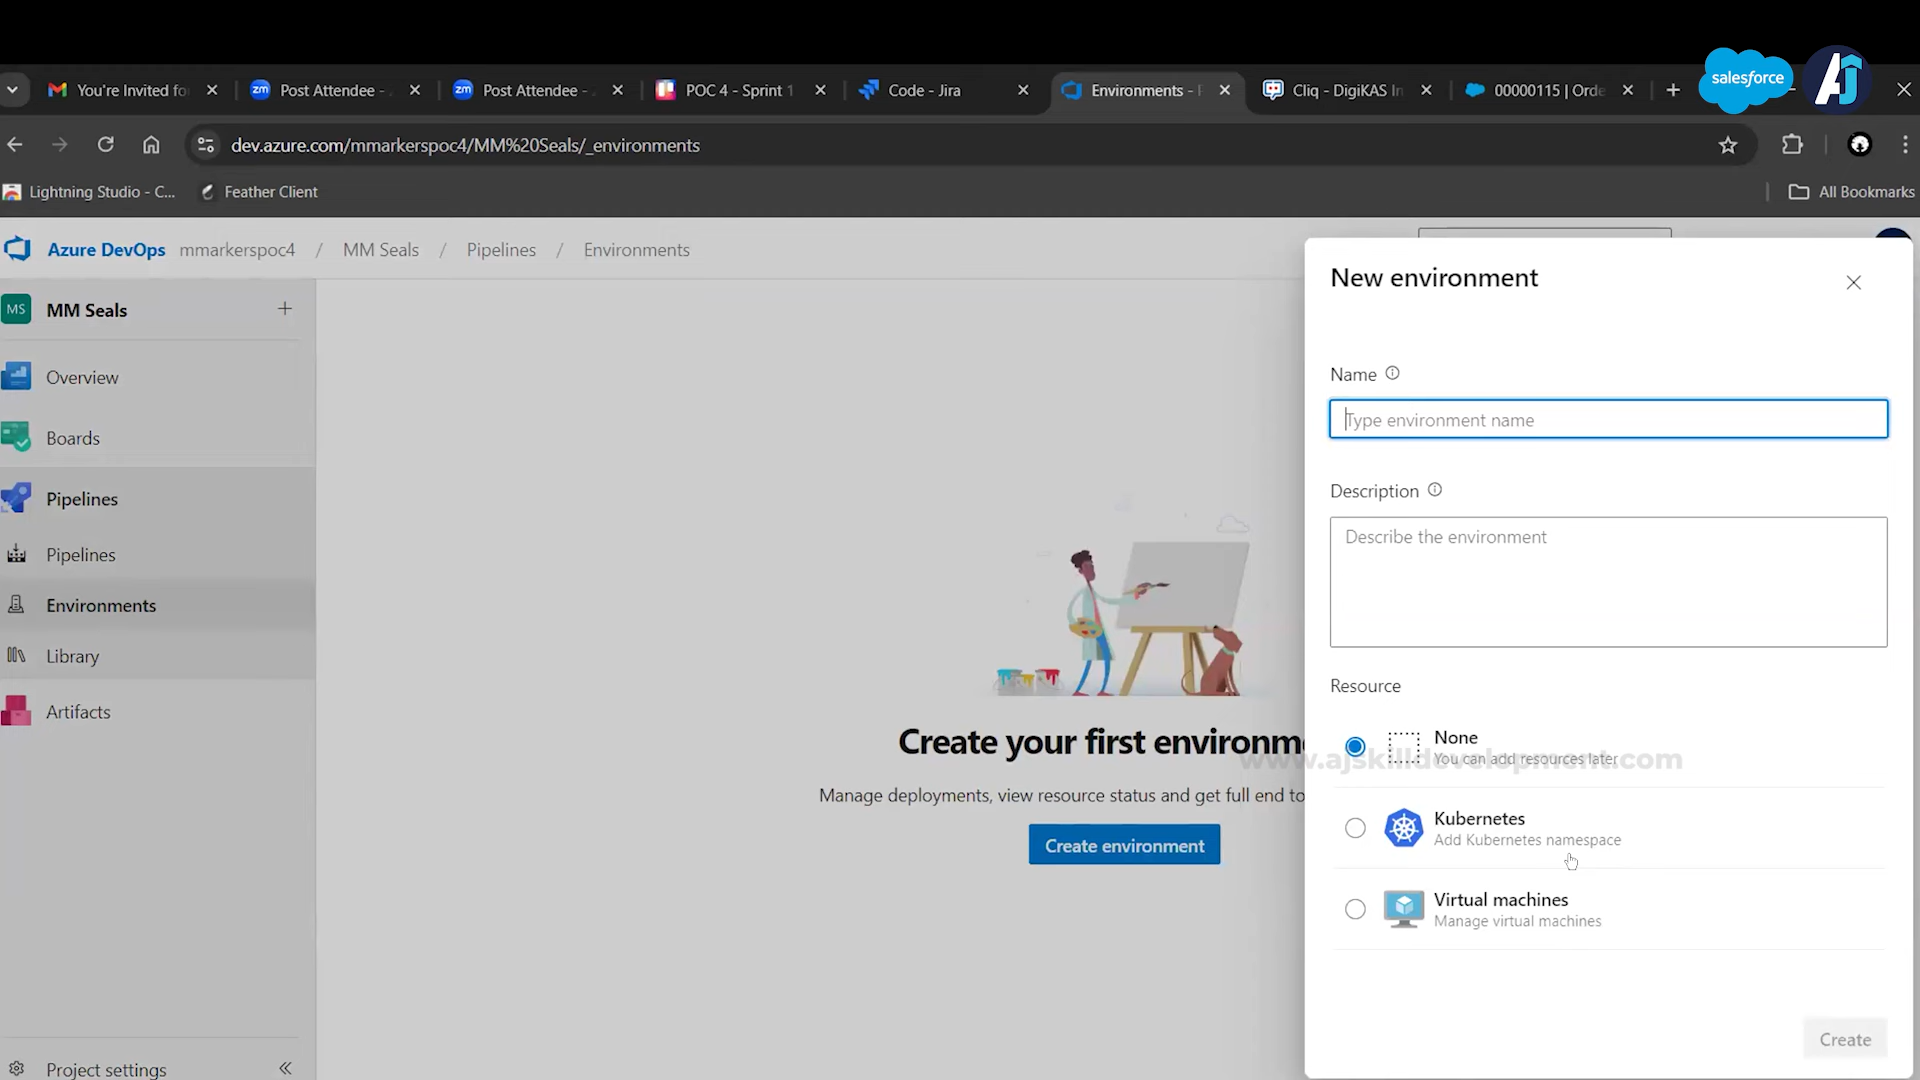 You're Invited fo
zm
Post Attendee -
zm
Post Attendee -
POC 4 - Sprint 1
Code - Jira
Environments -
Cliq - DigiKAS In
00000115 | Orde
salesforce
AJ
dev.azure.com/mmarkerspoc4/MM%20Seals/_environments
Lightning Studio - C...
Feather Client
All Bookmarks
Azure DevOps
mmarkerspoc4
/
MM Seals
/
Pipelines
/
Environments
MS
MM Seals
Overview
Boards
Pipelines
Pipelines
Environments
Library
Artifacts
Project settings
Create your first environm
Manage deployments, view resource status and get full end to
Create environment
New environment
Name
Type environment name
Description
Describe the environment
Resource
None
You can add resources later
www.ajskilldevelopment.com
Kubernetes
Add Kubernetes namespace
Virtual machines
Manage virtual machines
Create